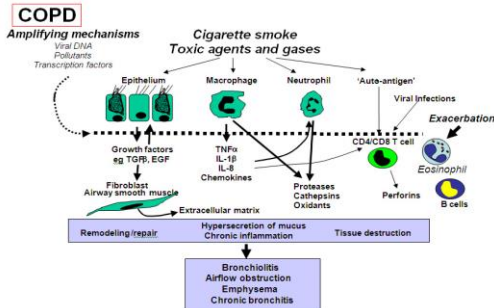 COPD
Amplifying mechanisms
Viral DNA
Pollutants
Transcription factors
Cigarette smoke
Toxic agents and gases
Epithelium
Macrophage
Neutrophil
'Auto-antigen'
Viral Infections
Exacerbation
Growth factors
eg TGFβ, EGF
TNFα
IL-1β
IL-8
Chemokines
CD4/CD8 T cell
Eosinophil
Fibroblast
Airway smooth muscle
Proteases
Cathepsins
Oxidants
Perforins
B cells
Extracellular matrix
Remodeling/repair
Hypersecretion of mucus
Chronic inflammation
Tissue destruction
Bronchiolitis
Airflow obstruction
Emphysema
Chronic bronchitis